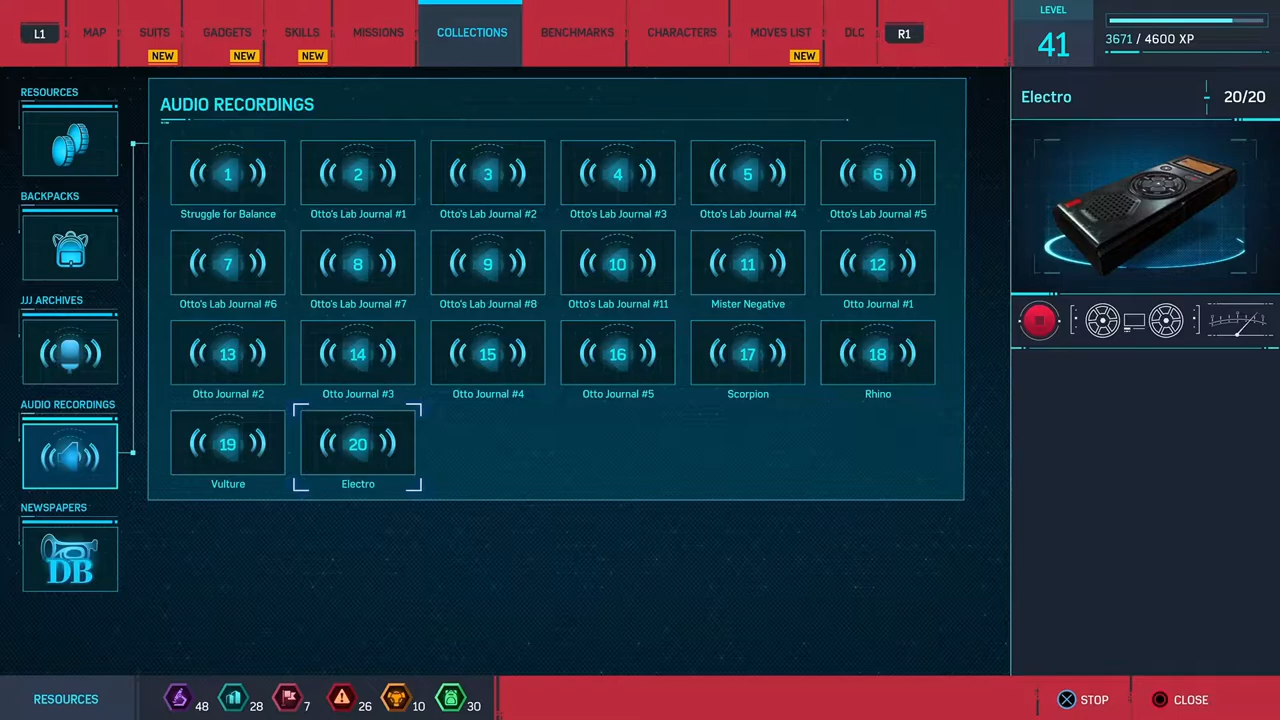 L1 MAP SUITS GADGETS SKILLS MISSIONS COLLECTIONS BENCHMARKS CHARACTERS MOVES LIST DLC R1
NEW NEW NEW NEW
LEVEL
41
3671 / 4600 XP
RESOURCES
BACKPACKS
JJJ ARCHIVES
AUDIO RECORDINGS
NEWSPAPERS
DB
AUDIO RECORDINGS
1 2 3 4 5 6
Struggle for Balance Otto's Lab Journal #1 Otto's Lab Journal #2 Otto's Lab Journal #3 Otto's Lab Journal #4 Otto's Lab Journal #5
7 8 9 10 11 12
Otto's Lab Journal #6 Otto's Lab Journal #7 Otto's Lab Journal #8 Otto's Lab Journal #11 Mister Negative Otto Journal #1
13 14 15 16 17 18
Otto Journal #2 Otto Journal #3 Otto Journal #4 Otto Journal #5 Scorpion Rhino
19 20
Vulture Electro
Electro 20/20
RESOURCES 48 28 7 26 10 30
STOP CLOSE